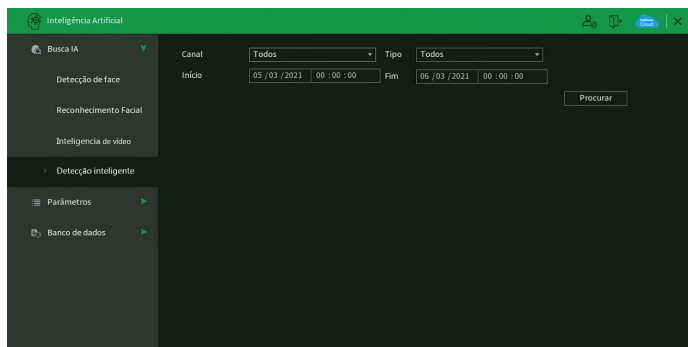 Inteligência Artificial
Cloud
Busca IA
Canal Todos Tipo Todos
Detecção de face
Início 05 /03 /2021 00 : 00 : 00 Fim 06 /03 /2021 00 : 00 : 00
Procurar
Reconhecimento Facial
Inteligencia de vídeo
Detecção inteligente
Parâmetros
Banco de dados